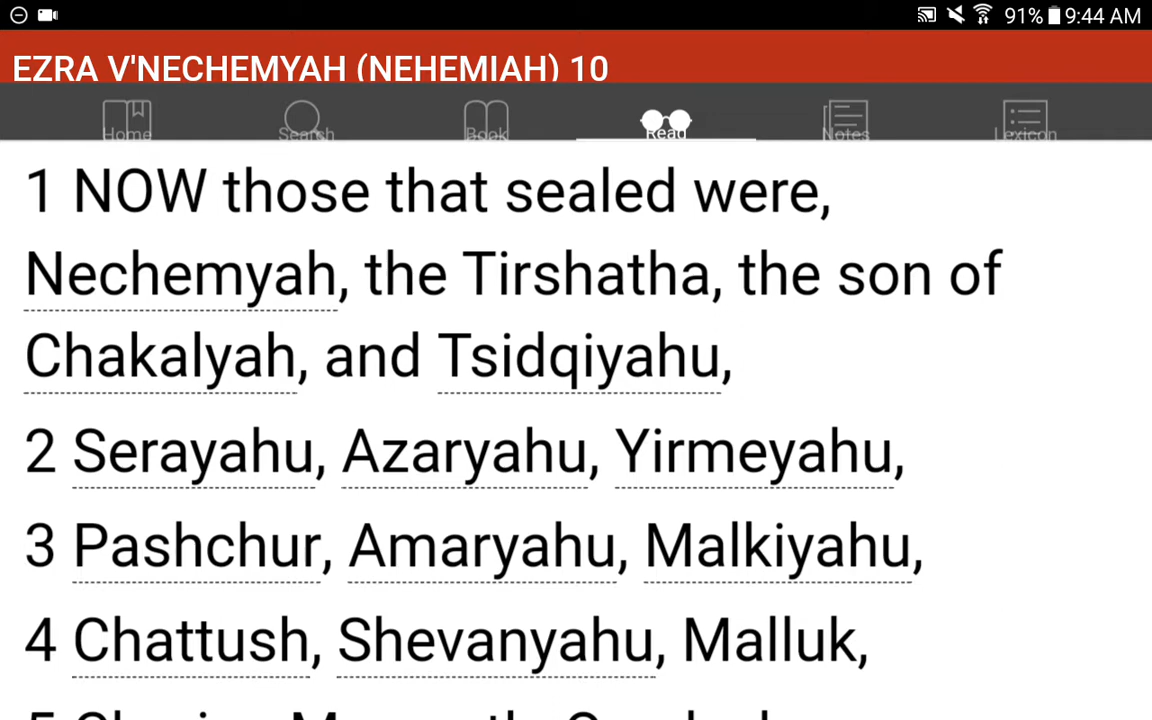 91% 9:44 AM
EZRA V'NECHEMYAH (NEHEMIAH) 10
Home Search Book Read Notes Lexicon
1 NOW those that sealed were,
Nechemyah, the Tirshatha, the son of
Chakalyah, and Tsidqiyahu,
2 Serayahu, Azaryahu, Yirmeyahu,
3 Pashchur, Amaryahu, Malkiyahu,
4 Chattush, Shevanyahu, Malluk,
5